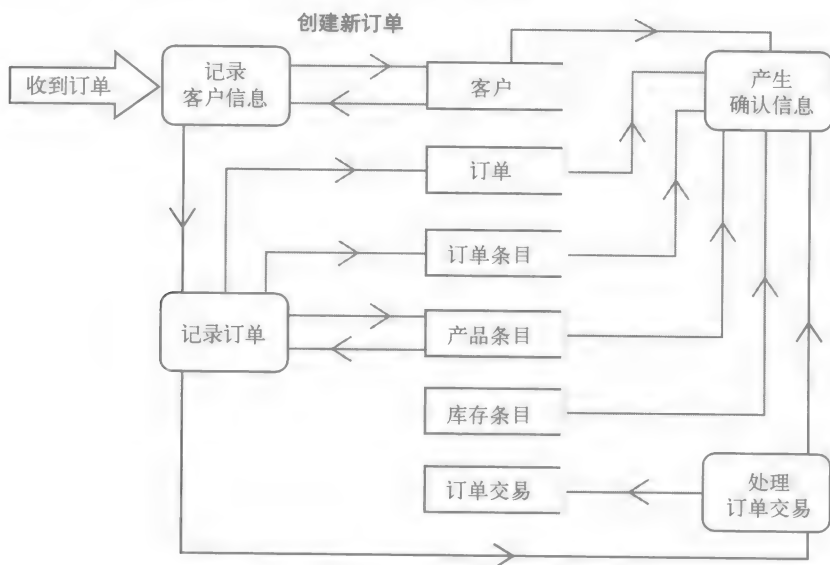 创建新订单
收到订单
记录
客户信息
客户
产生
确认信息
订单
订单条目
记录订单
产品条目
库存条目
订单交易
处理
订单交易